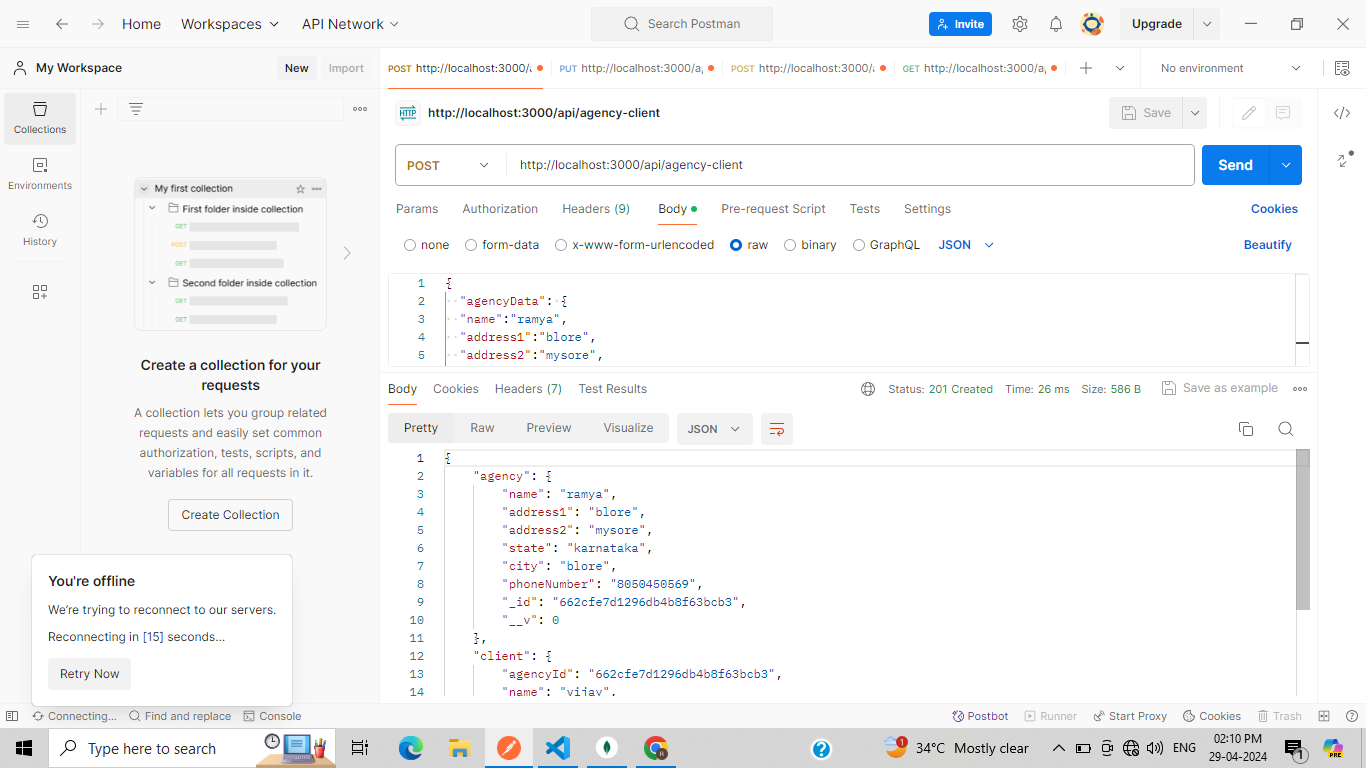 Home Workspaces API Network Search Postman Invite Upgrade
My Workspace New Import
POST http://localhost:3000/a PUT http://localhost:3000/a POST http://localhost:3000/a GET http://localhost:3000/a No environment
Collections
Environments
History
My first collection
First folder inside collection
GET
POST
GET
Second folder inside collection
GET
GET
Create a collection for your
requests
A collection lets you group related
requests and easily set common
authorization, tests, scripts, and
variables for all requests in it.
Create Collection
You're offline
We're trying to reconnect to our servers.
Reconnecting in [15] seconds...
Retry Now
HTTP http://localhost:3000/api/agency-client Save
POST http://localhost:3000/api/agency-client Send
Params Authorization Headers (9) Body Pre-request Script Tests Settings Cookies
none form-data x-www-form-urlencoded raw binary GraphQL JSON Beautify
1 {
2 "agencyData": {
3 "name":"ramya",
4 "address1":"blore",
5 "address2":"mysore",
Body Cookies Headers (7) Test Results Status: 201 Created Time: 26 ms Size: 586 B Save as example
Pretty Raw Preview Visualize JSON
1 {
2 "agency": {
3 "name": "ramya",
4 "address1": "blore",
5 "address2": "mysore",
6 "state": "karnataka",
7 "city": "blore",
8 "phoneNumber": "8050450569",
9 "_id": "662cfe7d1296db4b8f63bcb3",
10 "__v": 0
11 },
12 "client": {
13 "agencyId": "662cfe7d1296db4b8f63bcb3",
14 "name": "vijay",
Connecting... Find and replace Console Postbot Runner Start Proxy Cookies Trash
Type here to search 1 34°C Mostly clear ENG 02:10 PM
29-04-2024 1 PRE